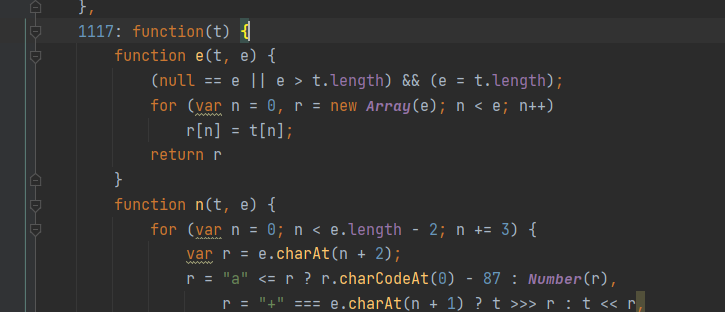 },
1117: function(t) {
function e(t, e) {
(null == e || e > t.length) && (e = t.length);
for (var n = 0, r = new Array(e); n < e; n++)
r[n] = t[n];
return r
}
function n(t, e) {
for (var n = 0; n < e.length - 2; n += 3) {
var r = e.charAt(n + 2);
r = "a" <= r ? r.charCodeAt(0) - 87 : Number(r),
r = "+" === e.charAt(n + 1) ? t >>> r : t << r,